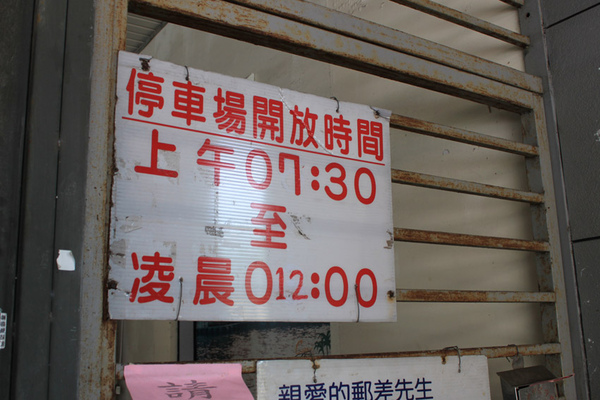 停車場開放時間
上午07:30
至
凌晨012:00
請
親愛的郵差先生